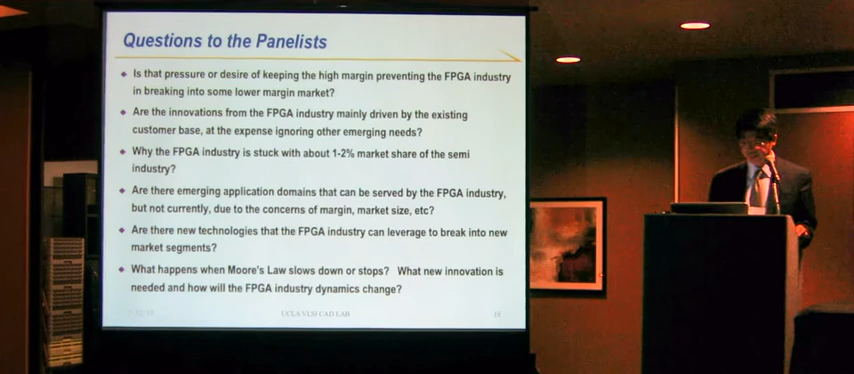 Questions to the Panelists
Is that pressure or desire of keeping the high margin preventing the FPGA industry
in breaking into some lower margin market?
Are the innovations from the FPGA industry mainly driven by the existing
customer base, at the expense ignoring other emerging needs?
Why the FPGA industry is stuck with about 1-2% market share of the semi
industry?
Are there emerging application domains that can be served by the FPGA industry,
but not currently, due to the concerns of margin, market size, etc?
Are there new technologies that the FPGA industry can leverage to break into new
market segments?
What happens when Moore's Law slows down or stops? What new innovation is
needed and how will the FPGA industry dynamics change?
UCLA VLSI CAD LAB